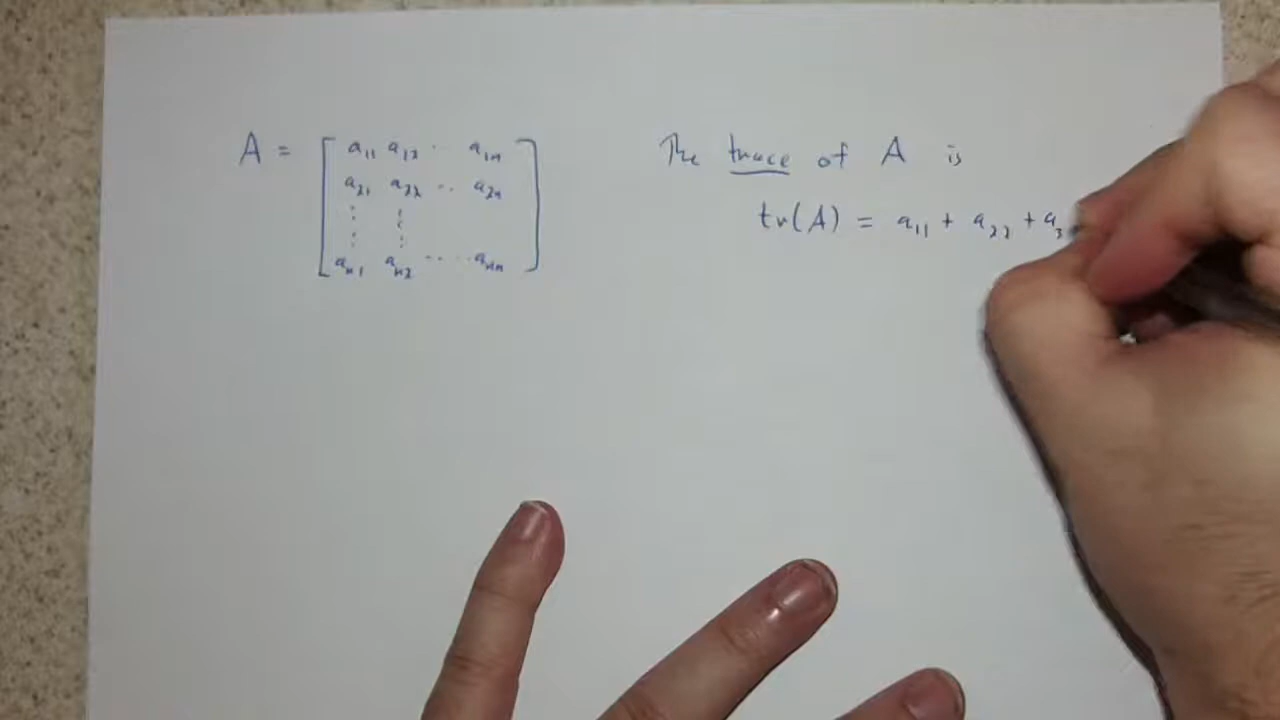 A = [ a11 a12 .. a1n
a21 a22 .. a2n
⋮ ⋮
an1 an2 .. .. ann ]
The trace of A is
tr(A) = a11 + a22 + a3